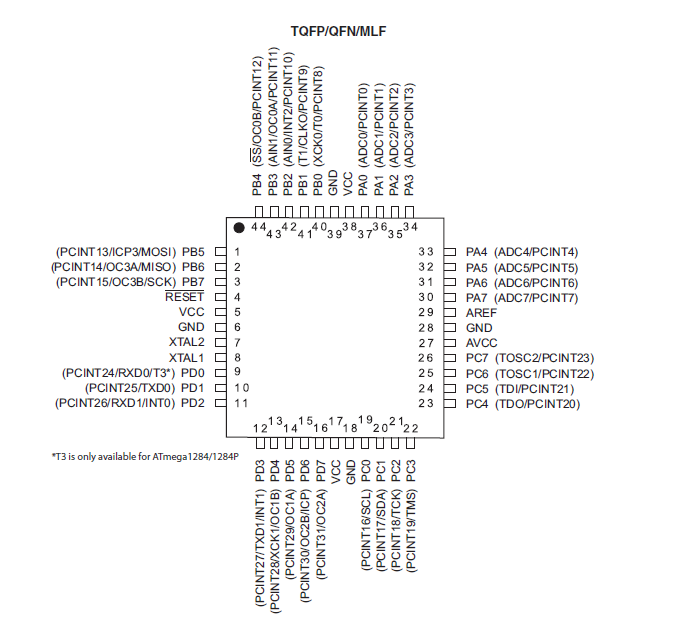 TQFP/QFN/MLF
PB4 (SS/OC0B/PCINT12)
PB3 (AIN1/OC0A/PCINT11)
PB2 (AIN0/INT2/PCINT10)
PB1 (T1/CLKO/PCINT9)
PB0 (XCK0/T0/PCINT8)
GND
VCC
PA0 (ADC0/PCINT0)
PA1 (ADC1/PCINT1)
PA2 (ADC2/PCINT2)
PA3 (ADC3/PCINT3)
44 42 40 38 36 34
43 41 39 37 35
(PCINT13/ICP3/MOSI) PB5 1
(PCINT14/OC3A/MISO) PB6 2
(PCINT15/OC3B/SCK) PB7 3
RESET 4
VCC 5
GND 6
XTAL2 7
XTAL1 8
(PCINT24/RXD0/T3*) PD0 9
(PCINT25/TXD0) PD1 10
(PCINT26/RXD1/INT0) PD2 11
33 PA4 (ADC4/PCINT4)
32 PA5 (ADC5/PCINT5)
31 PA6 (ADC6/PCINT6)
30 PA7 (ADC7/PCINT7)
29 AREF
28 GND
27 AVCC
26 PC7 (TOSC2/PCINT23)
25 PC6 (TOSC1/PCINT22)
24 PC5 (TDI/PCINT21)
23 PC4 (TDO/PCINT20)
13 15 17 19 21
12 14 16 18 20 22
*T3 is only available for ATmega1284/1284P
(PCINT27/TXD1/INT1) PD3
(PCINT28/XCK1/OC1B) PD4
(PCINT29/OC1A) PD5
(PCINT30/OC2B/ICP) PD6
(PCINT31/OC2A) PD7
VCC
GND
(PCINT16/SCL) PC0
(PCINT17/SDA) PC1
(PCINT18/TCK) PC2
(PCINT19/TMS) PC3